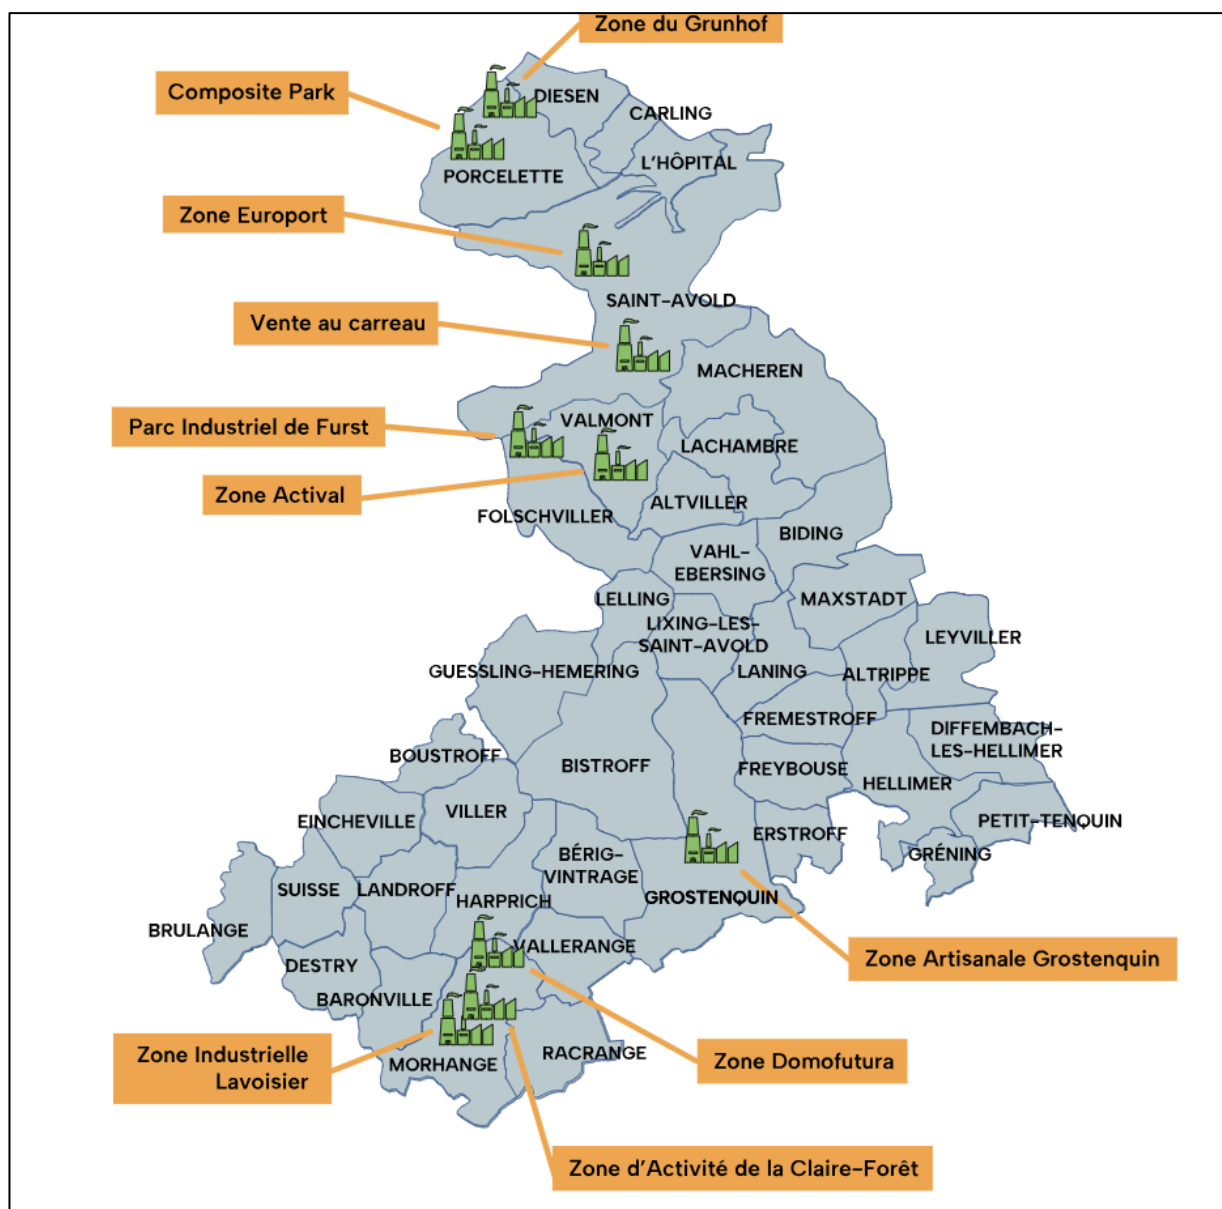 Zone du Grunhof
Composite Park
DIESEN
CARLING
L'HÔPITAL
PORCELETTE
Zone Europort
SAINT-AVOLD
Vente au carreau
MACHEREN
Parc Industriel de Furst
VALMONT
LACHAMBRE
Zone Actival
FOLSCHVILLER
ALTVILLER
BIDING
VAHL-
EBERSING
LELLING
MAXSTADT
LIXING-LES-
SAINT-AVOLD
LEYVILLER
GUESSLING-HEMERING
LANING
ALTRIPPE
FREMESTROFF
DIFFEMBACH-
LES-HELLIMER
BOUSTROFF
BISTROFF
FREYBOUSE
HELLIMER
EINCHEVILLE
VILLER
ERSTROFF
PETIT-TENQUIN
BÉRIG-
VINTRAGE
GRÉNING
SUISSE
LANDROFF
HARPRICH
GROSTENQUIN
BRULANGE
VALLERANGE
DESTRY
Zone Artisanale Grostenquin
BARONVILLE
Zone Industrielle
Lavoisier
MORHANGE
RACRANGE
Zone Domofutura
Zone d'Activité de la Claire-Forêt